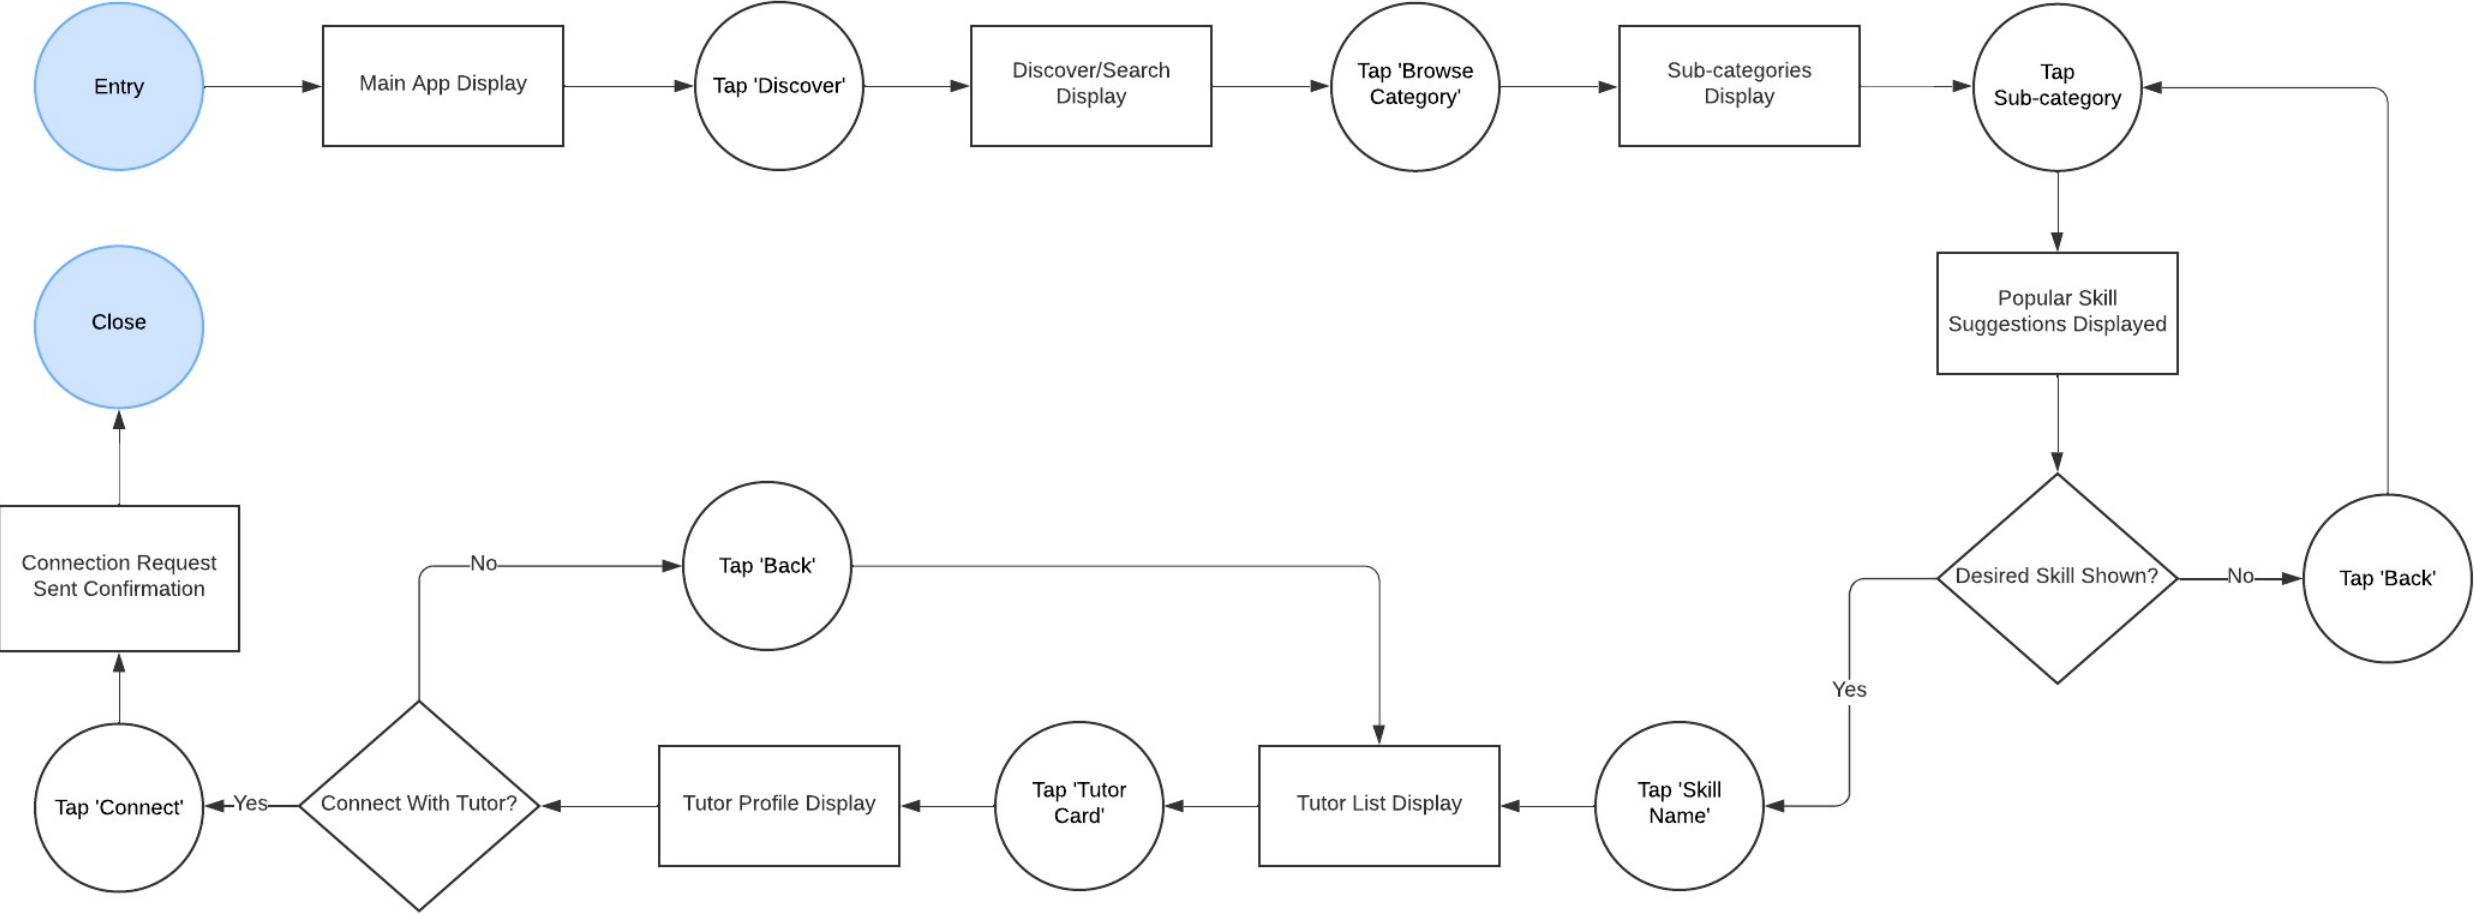 Entry
Main App Display
Tap 'Discover'
Discover/Search
Display
Tap 'Browse
Category'
Sub-categories
Display
Tap
Sub-category
Popular Skill
Suggestions Displayed
Desired Skill Shown?
No
Tap 'Back'
Yes
Tap 'Skill
Name'
Tutor List Display
Tap 'Tutor
Card'
Tutor Profile Display
Connect With Tutor?
No
Tap 'Back'
Yes
Tap 'Connect'
Connection Request
Sent Confirmation
Close